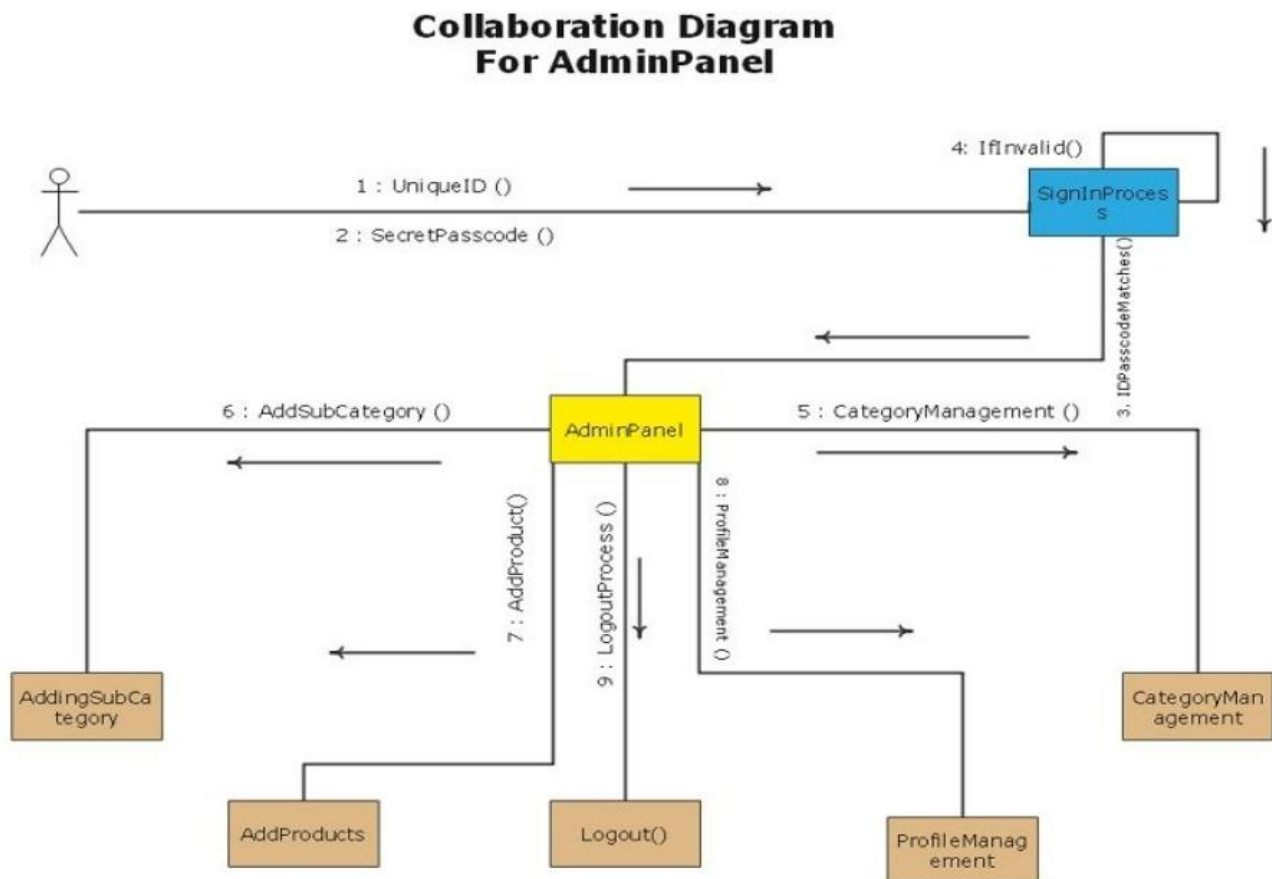 Collaboration Diagram
For AdminPanel
4: IfInvalid()
1 : UniqueID ()
SignInProces
s
2 : SecretPasscode ()
3. IDPasscodeMatches()
6 : AddSubCategory ()
5 : CategoryManagement ()
AdminPanel
7 : AddProduct()
9 : LogoutProcess ()
8 : ProfileManagement ()
AddingSubCa
tegory
CategoryMan
agement
AddProducts
Logout()
ProfileManag
ement